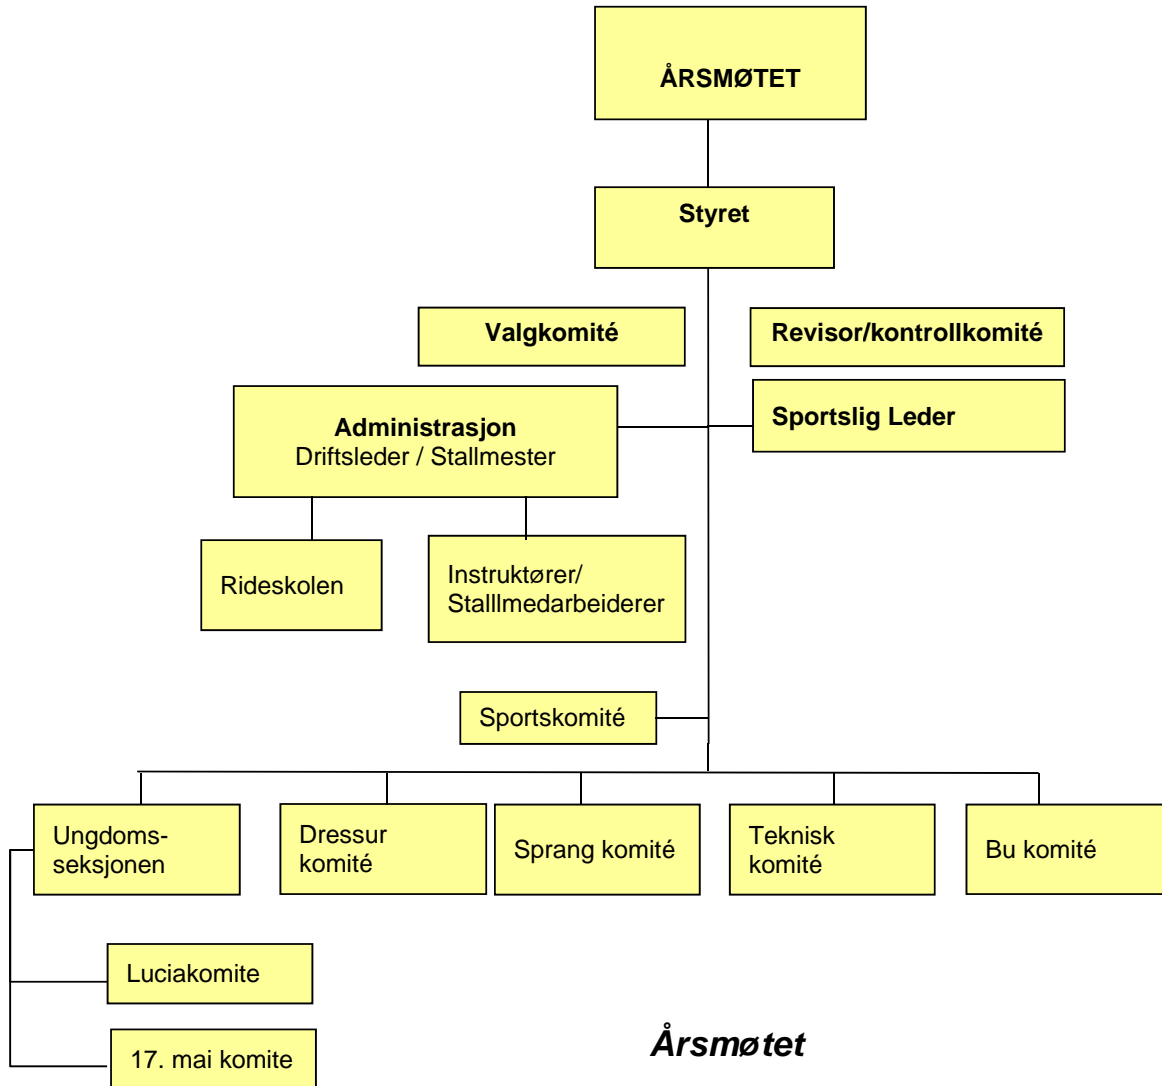 ÅRSMØTET
Styret
Valgkomité
Revisor/kontrollkomité
Administrasjon
Driftsleder / Stallmester
Sportslig Leder
Rideskolen
Instruktører/
Stalllmedarbeiderer
Sportskomité
Ungdoms-
seksjonen
Dressur
komité
Sprang komité
Teknisk
komité
Bu komité
Luciakomite
17. mai komite
Årsmøtet